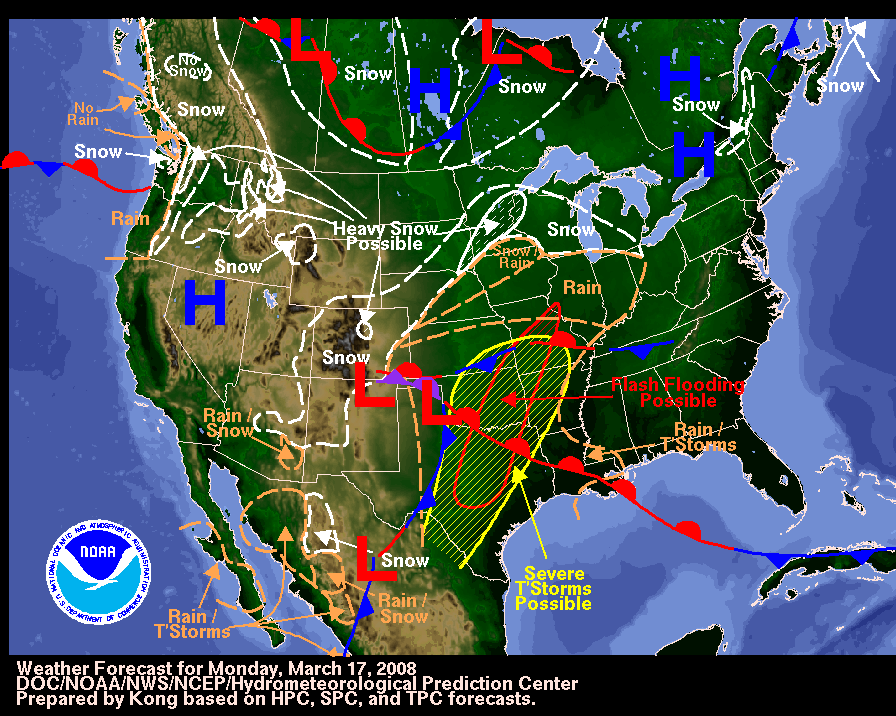 L
L
No
Snow
Snow
H
Snow
H
Snow
Snow
No
Rain
Snow
Snow
H
Rain
Heavy Snow
Possible
Snow
Snow
Snow /
Rain
Rain
H
Snow
L
L
Flash Flooding
Possible
Rain /
Snow
Rain /
T'Storms
NATIONAL OCEANIC AND ATMOSPHERIC ADMINISTRATION
NOAA
U.S. DEPARTMENT OF COMMERCE
L
Snow
Severe
T'Storms
Possible
Rain /
T'Storms
Rain /
Snow
Weather Forecast for Monday, March 17, 2008
DOC/NOAA/NWS/NCEP/Hydrometeorological Prediction Center
Prepared by Kong based on HPC, SPC, and TPC forecasts.